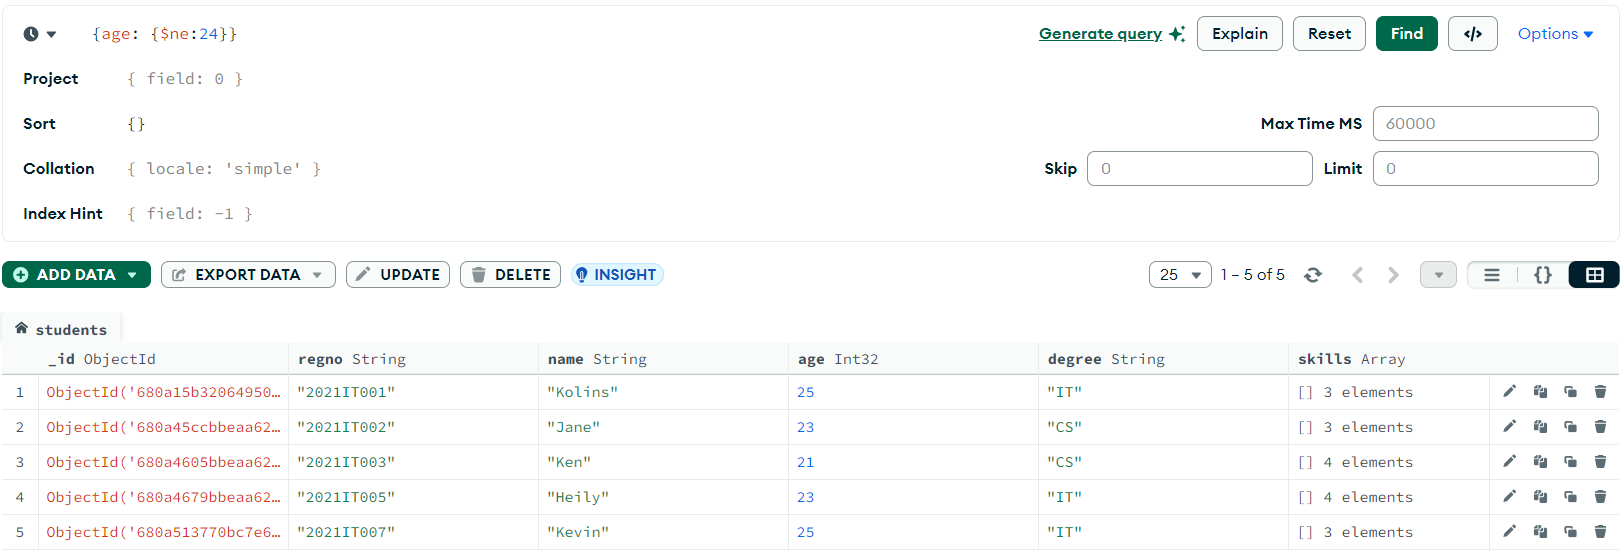 {age: {$ne:24}} Generate query Explain Reset Find </> Options
Project { field: 0 }
Sort {} Max Time MS 60000
Collation { locale: 'simple' } Skip 0 Limit 0
Index Hint { field: -1 }
ADD DATA EXPORT DATA UPDATE DELETE INSIGHT 25 1 – 5 of 5 {}
students
_id ObjectId regno String name String age Int32 degree String skills Array
1 ObjectId('680a15b32064950… "2021IT001" "Kolins" 25 "IT" [] 3 elements
2 ObjectId('680a45ccbbeaa62… "2021IT002" "Jane" 23 "CS" [] 3 elements
3 ObjectId('680a4605bbeaa62… "2021IT003" "Ken" 21 "CS" [] 4 elements
4 ObjectId('680a4679bbeaa62… "2021IT005" "Heily" 23 "IT" [] 4 elements
5 ObjectId('680a513770bc7e6… "2021IT007" "Kevin" 25 "IT" [] 3 elements